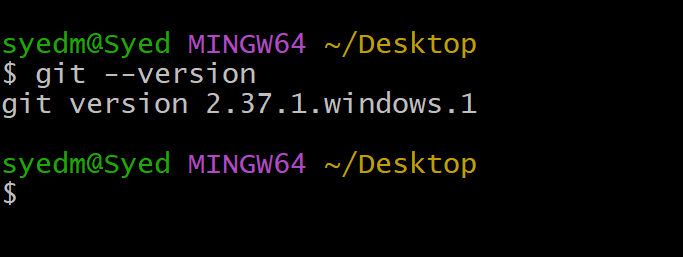 syedm@Syed MINGW64 ~/Desktop
$ git --version
git version 2.37.1.windows.1
syedm@Syed MINGW64 ~/Desktop
$